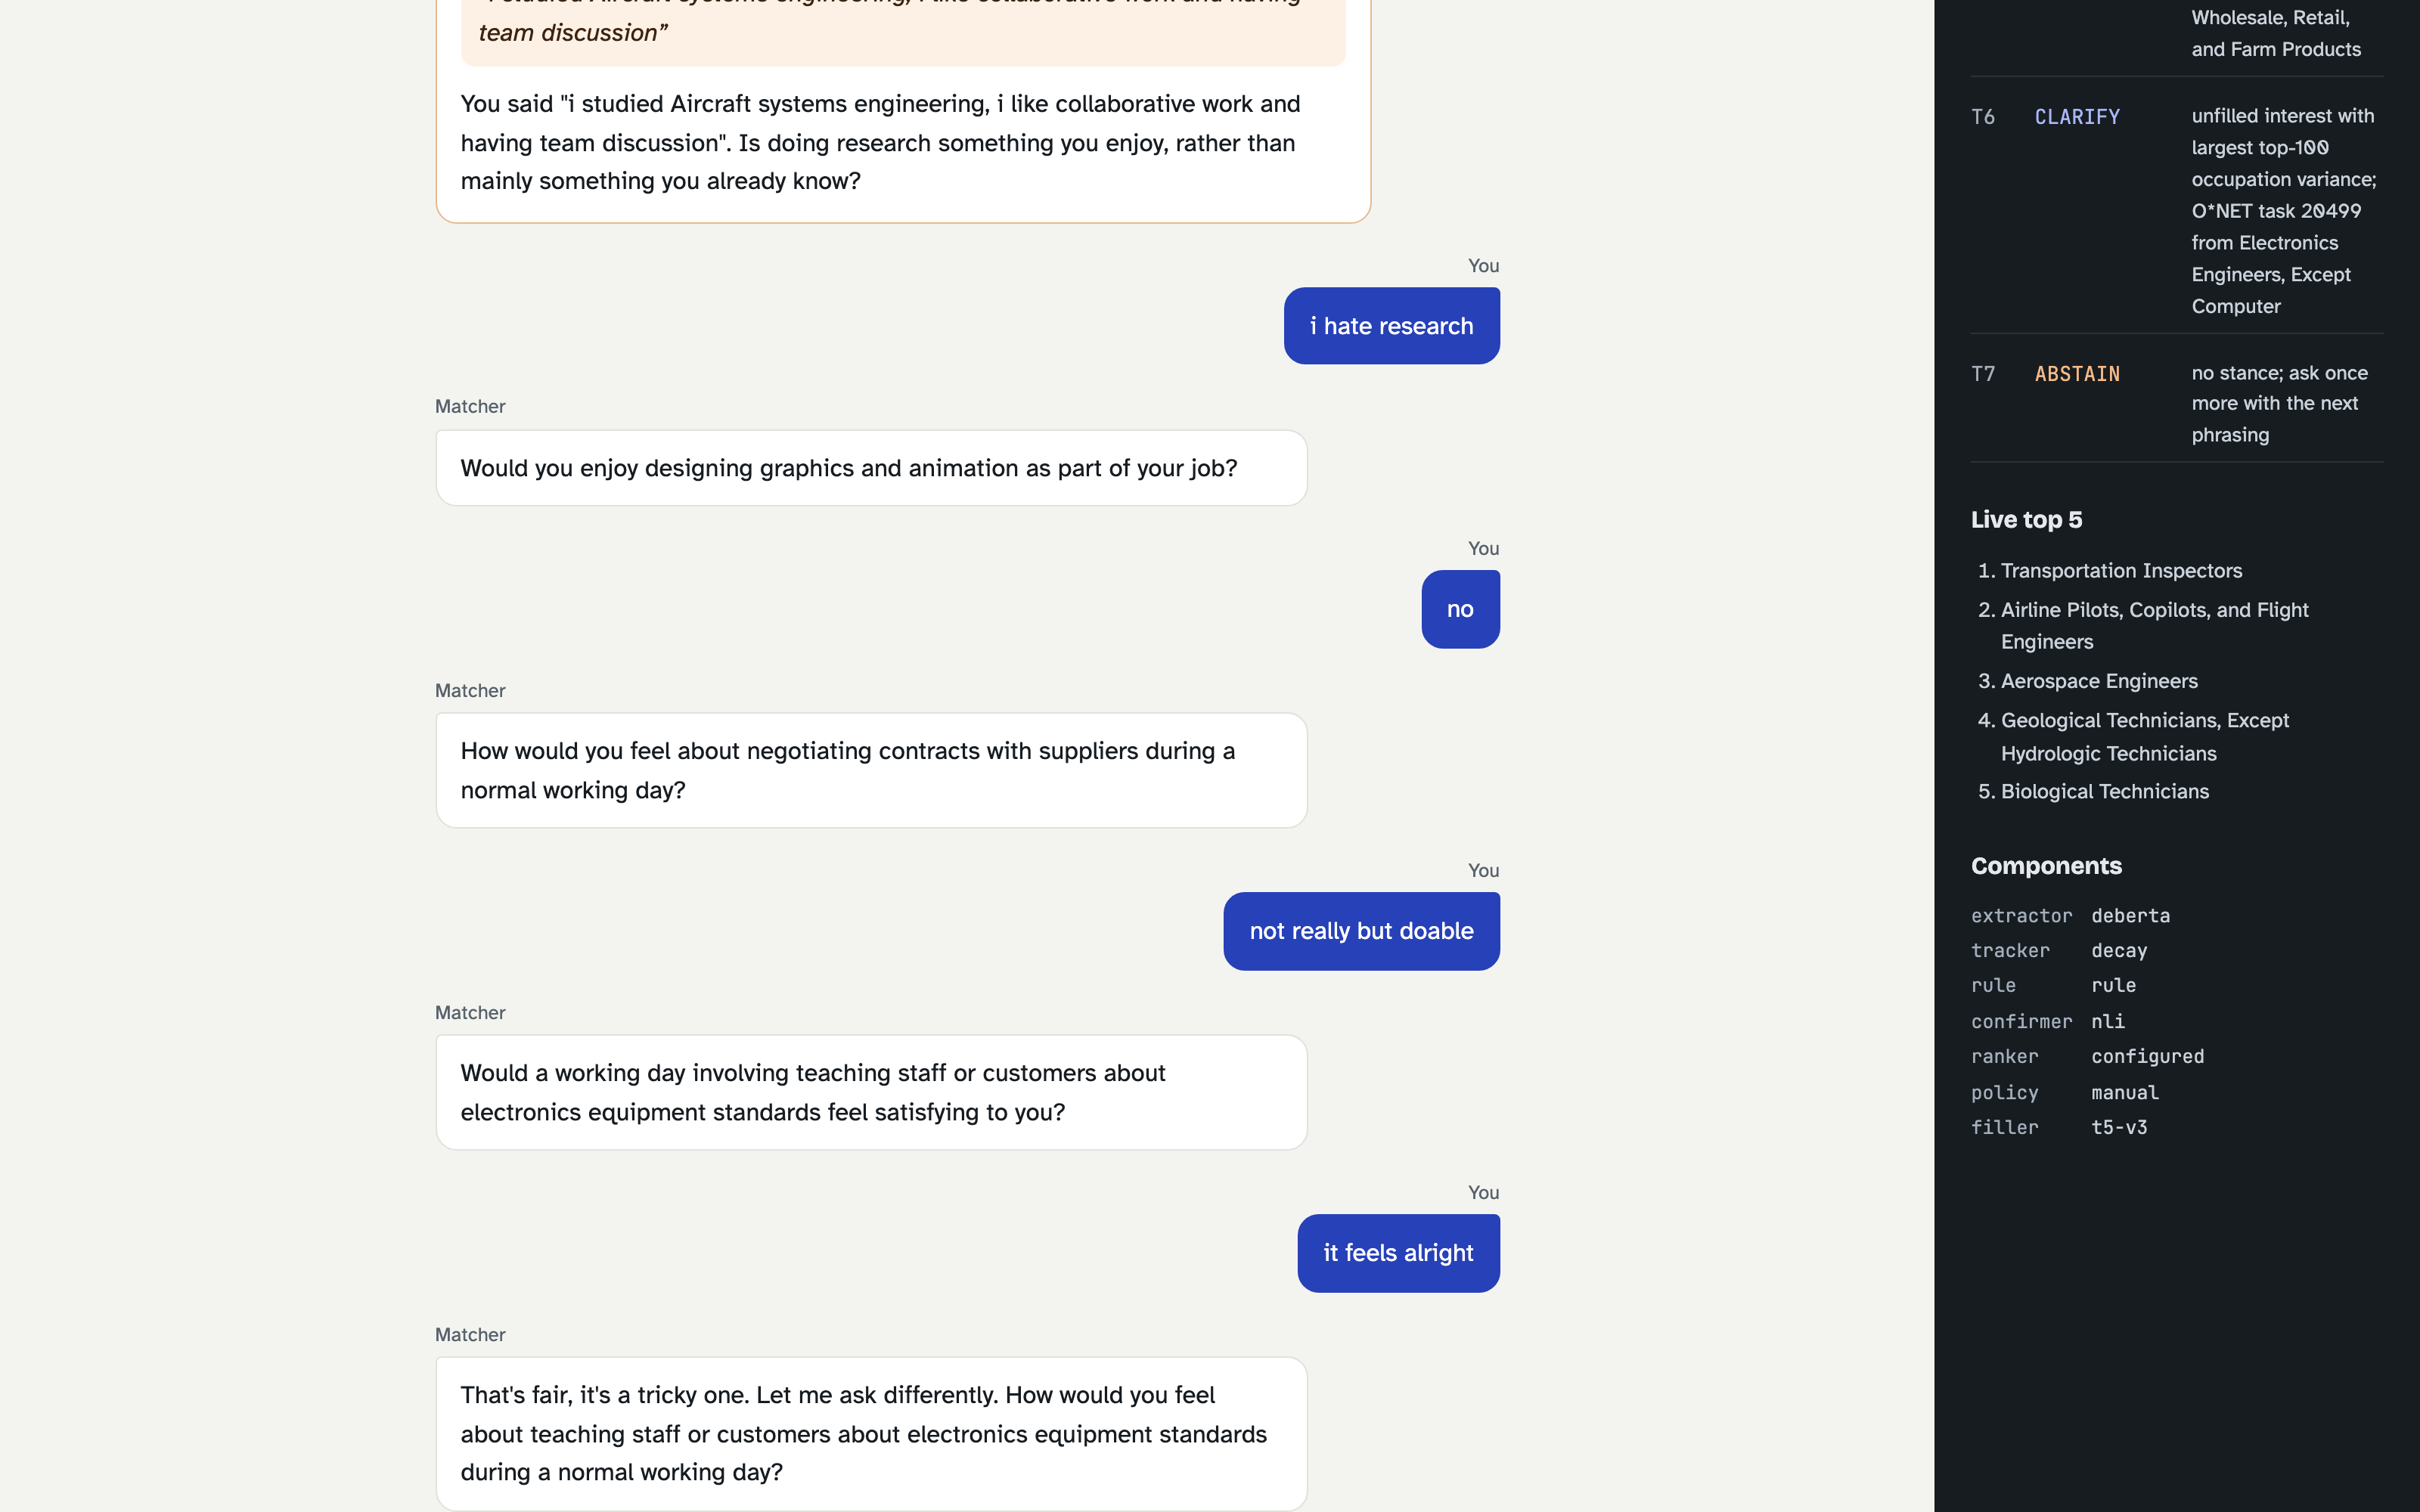 team discussion”
You said "i studied Aircraft systems engineering, i like collaborative work and
having team discussion". Is doing research something you enjoy, rather than
mainly something you already know?
You
i hate research
Matcher
Would you enjoy designing graphics and animation as part of your job?
You
no
Matcher
How would you feel about negotiating contracts with suppliers during a
normal working day?
You
not really but doable
Matcher
Would a working day involving teaching staff or customers about
electronics equipment standards feel satisfying to you?
You
it feels alright
Matcher
That's fair, it's a tricky one. Let me ask differently. How would you feel
about teaching staff or customers about electronics equipment standards
during a normal working day?
Wholesale, Retail,
and Farm Products
T6 CLARIFY unfilled interest with
largest top-100
occupation variance;
O*NET task 20499
from Electronics
Engineers, Except
Computer
T7 ABSTAIN no stance; ask once
more with the next
phrasing
Live top 5
1. Transportation Inspectors
2. Airline Pilots, Copilots, and Flight
Engineers
3. Aerospace Engineers
4. Geological Technicians, Except
Hydrologic Technicians
5. Biological Technicians
Components
extractor deberta
tracker decay
rule rule
confirmer nli
ranker configured
policy manual
filler t5-v3